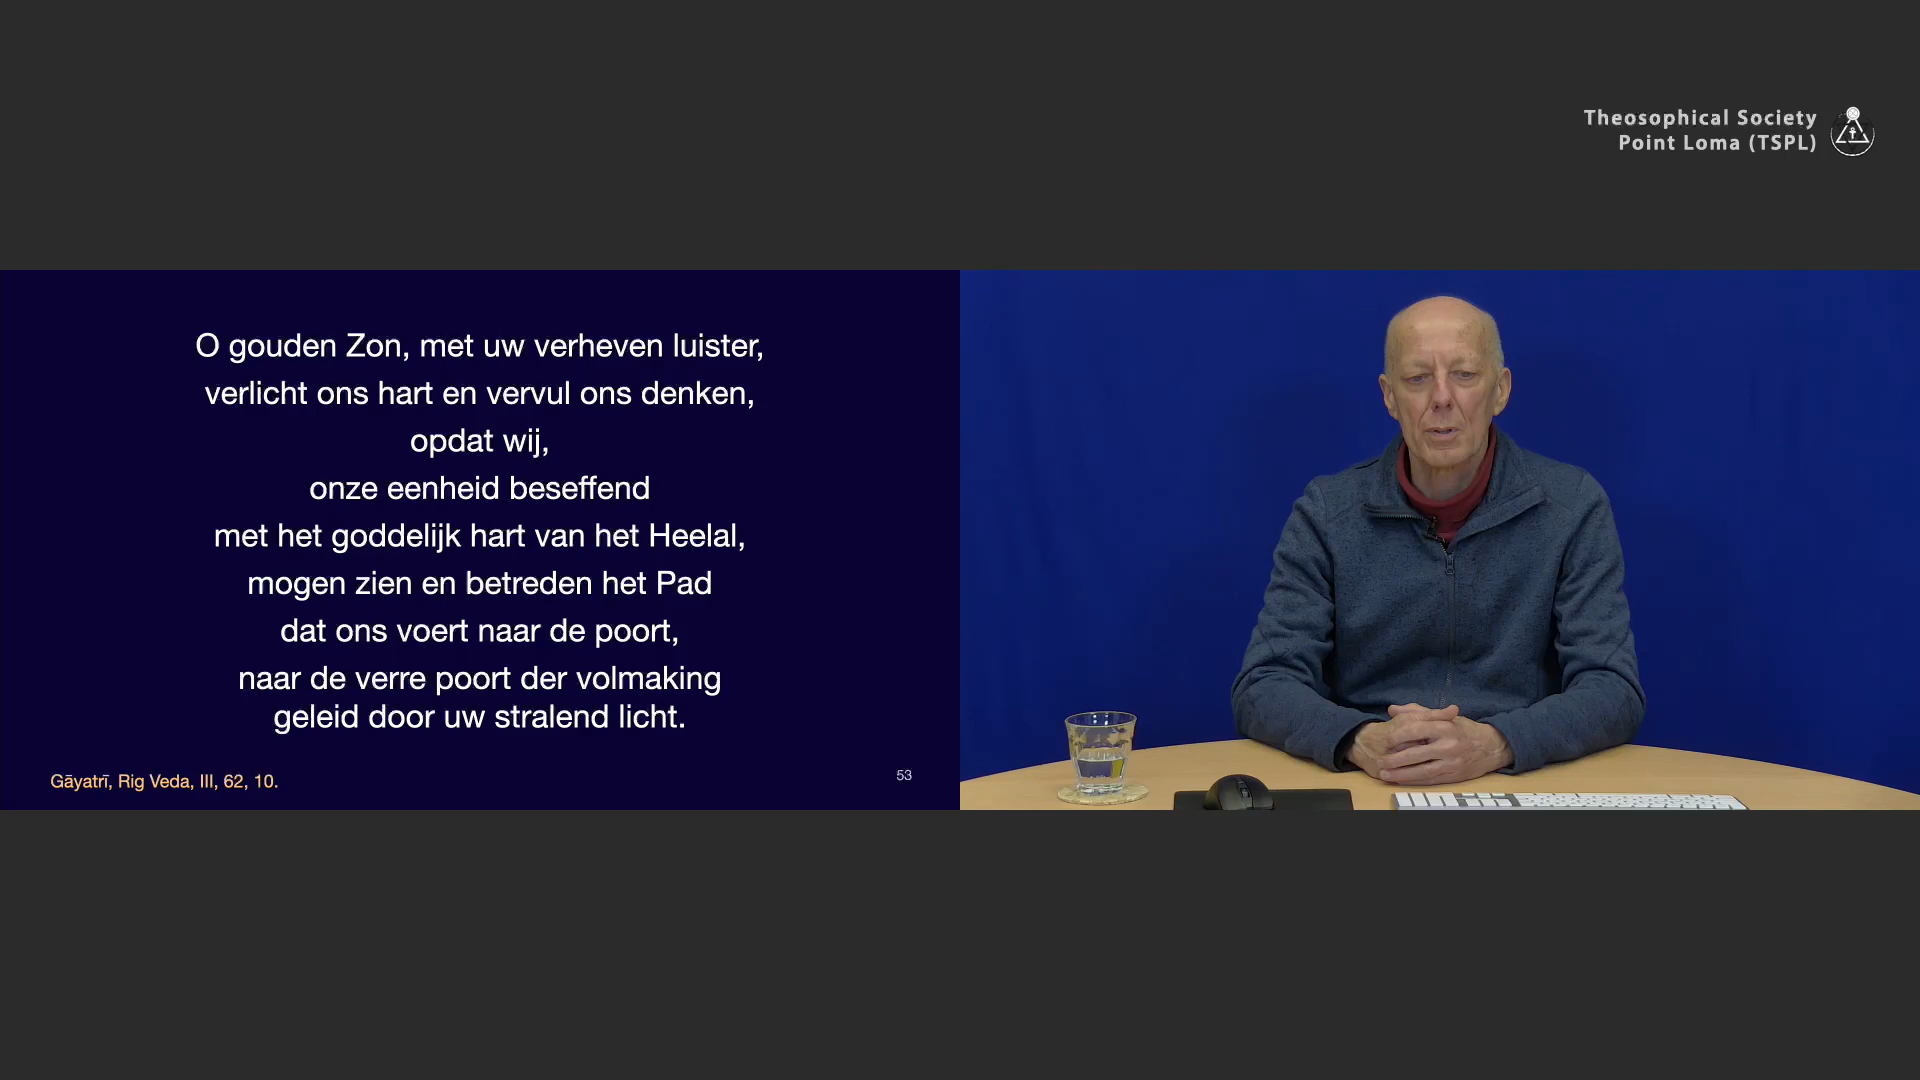 Theosophical Society
Point Loma (TSPL)
O gouden Zon, met uw verheven luister,
verlicht ons hart en vervul ons denken,
opdat wij,
onze eenheid beseffend
met het goddelijk hart van het Heelal,
mogen zien en betreden het Pad
dat ons voert naar de poort,
naar de verre poort der volmaking
geleid door uw stralend licht.
Gāyatrī, Rig Veda, III, 62, 10.
53